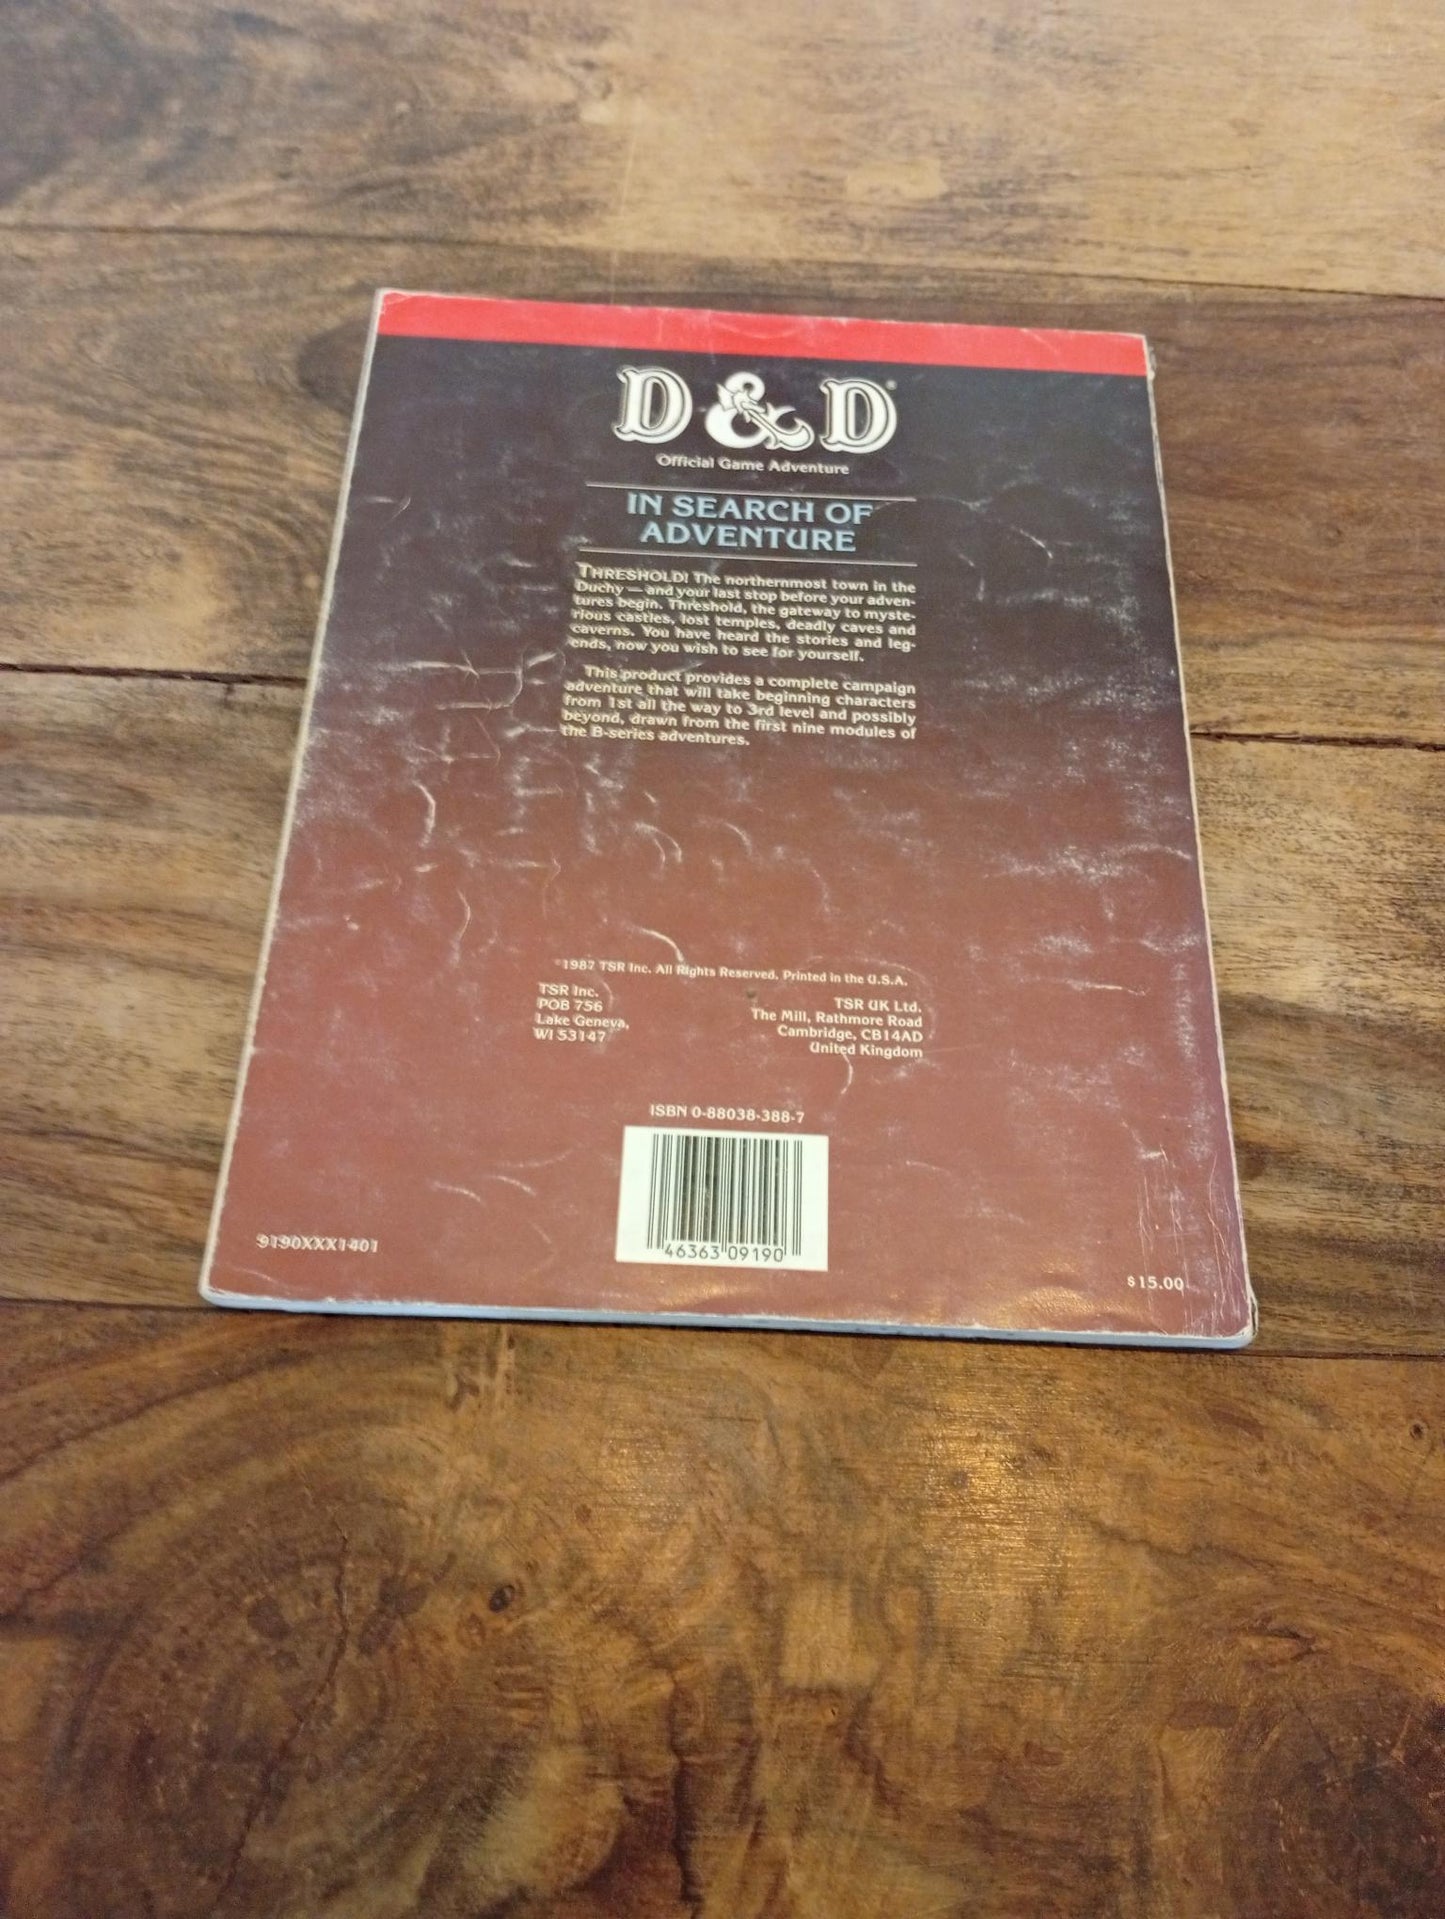 D&D®
Official Game Adventure
IN SEARCH OF
ADVENTURE
THRESHOLD! The northernmost town in the
Duchy — and your last stop before your adven-
tures begin. Threshold, the gateway to myste-
rious castles, lost temples, deadly caves and
caverns. You have heard the stories and leg-
ends, now you wish to see for yourself.
This product provides a complete campaign
adventure that will take beginning characters
from 1st all the way to 3rd level and possibly
beyond, drawn from the first nine modules of
the B-series adventures.
©1987 TSR Inc. All Rights Reserved. Printed in the U.S.A.
TSR Inc.
POB 756
Lake Geneva,
WI 53147
TSR UK Ltd.
The Mill, Rathmore Road
Cambridge, CB14AD
United Kingdom
ISBN 0-88038-388-7
46363 09190
9190XXX1401
$15.00